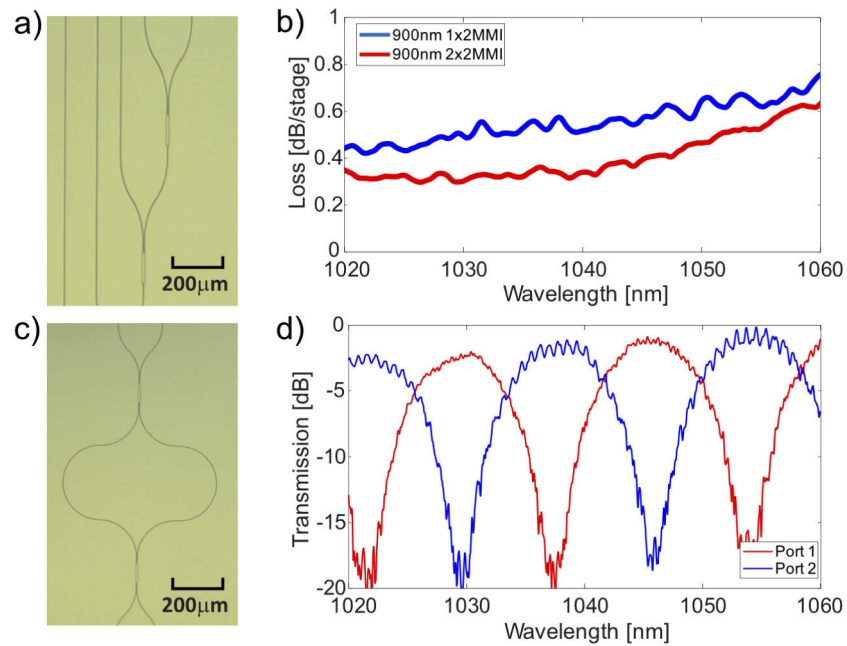 a)
200µm
b)
Loss [dB/stage]
1
0.8
0.6
0.4
0.2
0
900nm 1x2MMI
900nm 2x2MMI
1020 1030 1040 1050 1060
Wavelength [nm]
c)
200µm
d)
Transmission [dB]
0
-5
-10
-15
-20
Port 1
Port 2
1020 1030 1040 1050 1060
Wavelength [nm]